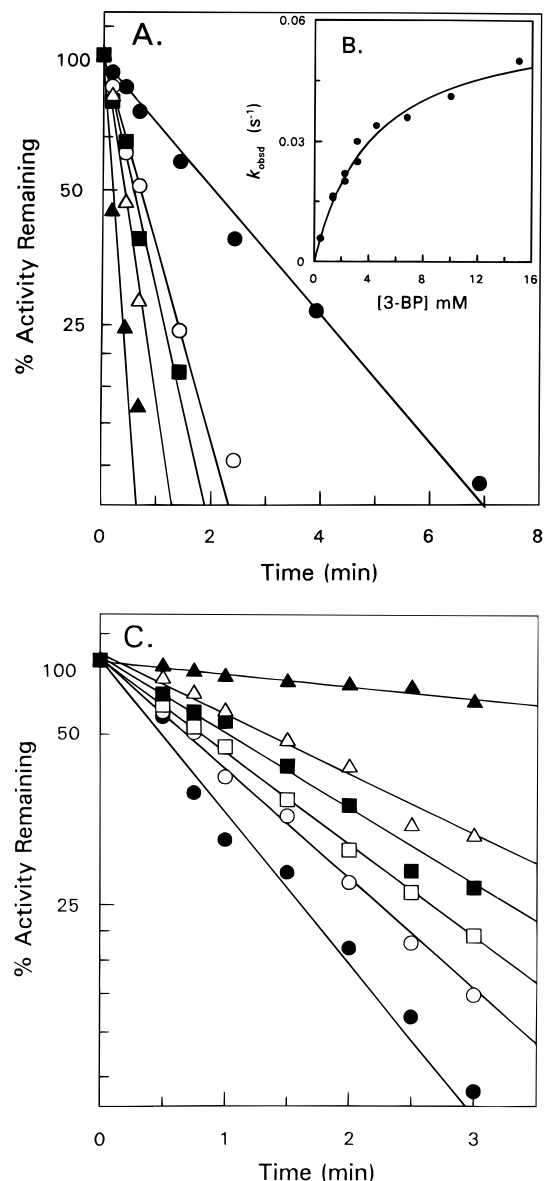 A.
100
50
25
% Activity Remaining
0
2
4
6
8
Time (min)
B.
0.06
0.03
0
kobsd (s-1)
0
4
8
12
16
[3-BP] mM
C.
100
50
25
% Activity Remaining
0
1
2
3
Time (min)